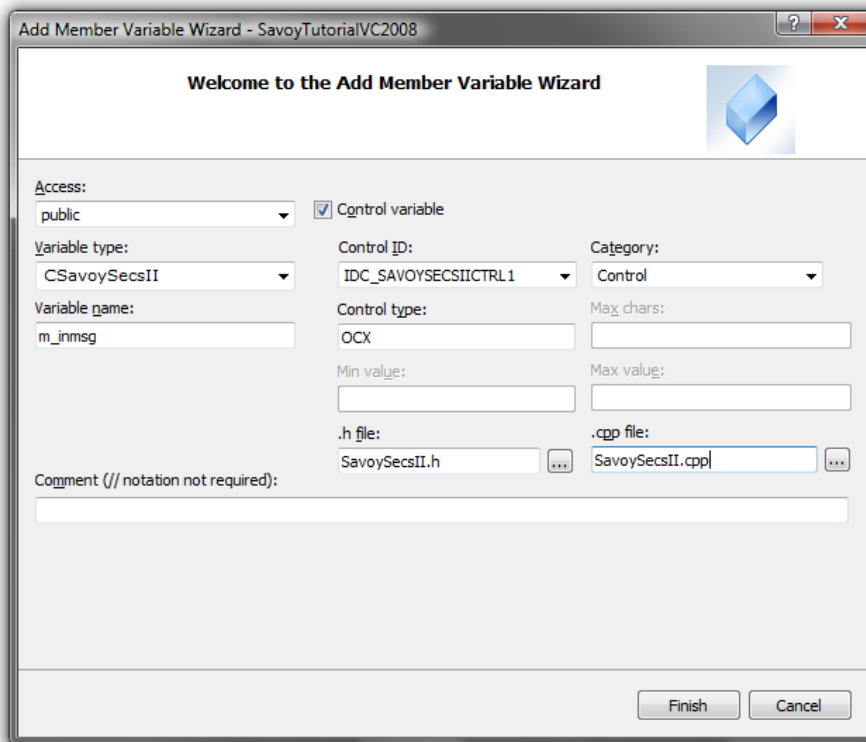 Add Member Variable Wizard - SavoyTutorialVC2008
Welcome to the Add Member Variable Wizard
Access:
public
Control variable
Variable type:
Control ID:
Category:
CSavoySecsII
IDC_SAVOYSECSIICTRL1
Control
Variable name:
Control type:
Max chars:
m_inmsg
OCX
Min value:
Max value:
.h file:
.cpp file:
SavoySecsII.h
...
SavoySecsII.cpp
...
Comment (// notation not required):
Finish
Cancel